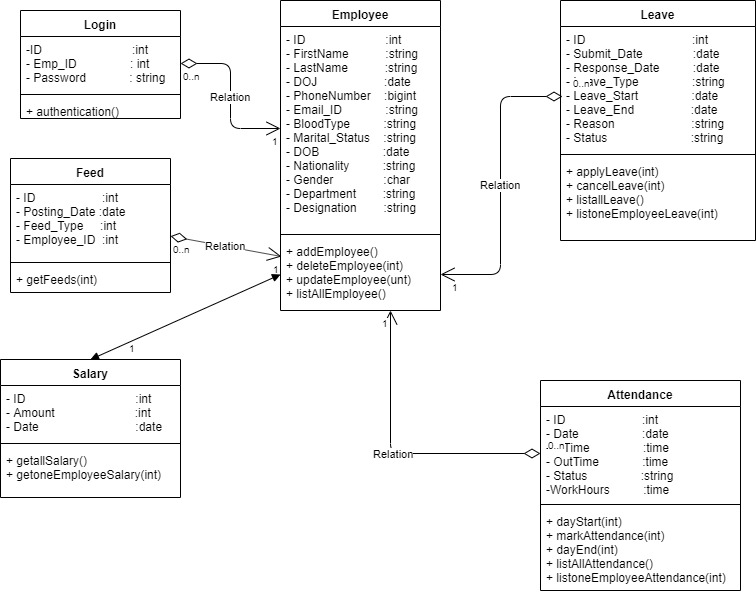 Login
-ID :int
- Emp_ID : int
- Password : string
+ authentication()
0..n
Relation
1
Employee
- ID :int
- FirstName :string
- LastName :string
- DOJ :date
- PhoneNumber :bigint
- Email_ID :string
- BloodType :string
- Marital_Status :string
- DOB :date
- Nationality :string
- Gender :char
- Department :string
- Designation :string
+ addEmployee()
+ deleteEmployee(int)
+ updateEmployee(unt)
+ listAllEmployee()
Leave
- ID :int
- Submit_Date :date
- Response_Date :date
- 0..n ve_Type :string
- Leave_Start :date
- Leave_End :date
- Reason :string
- Status :string
+ applyLeave(int)
+ cancelLeave(int)
+ listallLeave()
+ listoneEmployeeLeave(int)
Relation
1
Feed
- ID :int
- Posting_Date :date
- Feed_Type :int
- Employee_ID :int
+ getFeeds(int)
0..n
Relation
1
1
Salary
- ID :int
- Amount :int
- Date :date
+ getallSalary()
+ getoneEmployeeSalary(int)
1
Relation
Attendance
- ID :int
- Date :date
0..n Time :time
- OutTime :time
- Status :string
-WorkHours :time
+ dayStart(int)
+ markAttendance(int)
+ dayEnd(int)
+ listAllAttendance()
+ listoneEmployeeAttendance(int)